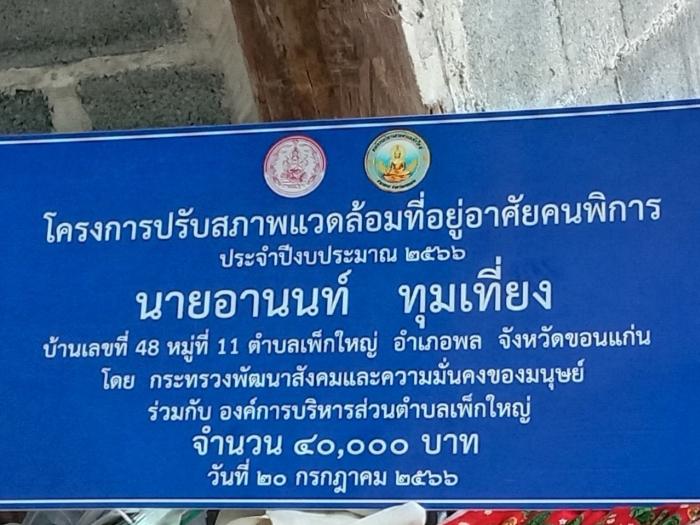 โครงการปรับสภาพแวดล้อมที่อยู่อาศัยคนพิการ
ประจำปีงบประมาณ ๒๕๖๖
นายอานนท์ ทุมเที่ยง
บ้านเลขที่ 48 หมู่ที่ 11 ตำบลเพ็กใหญ่ อำเภอพล จังหวัดขอนแก่น
โดย กระทรวงพัฒนาสังคมและความมั่นคงของมนุษย์
ร่วมกับ องค์การบริหารส่วนตำบลเพ็กใหญ่
จำนวน ๔๐,๐๐๐ บาท
วันที่ ๒๐ กรกฎาคม ๒๕๖๖